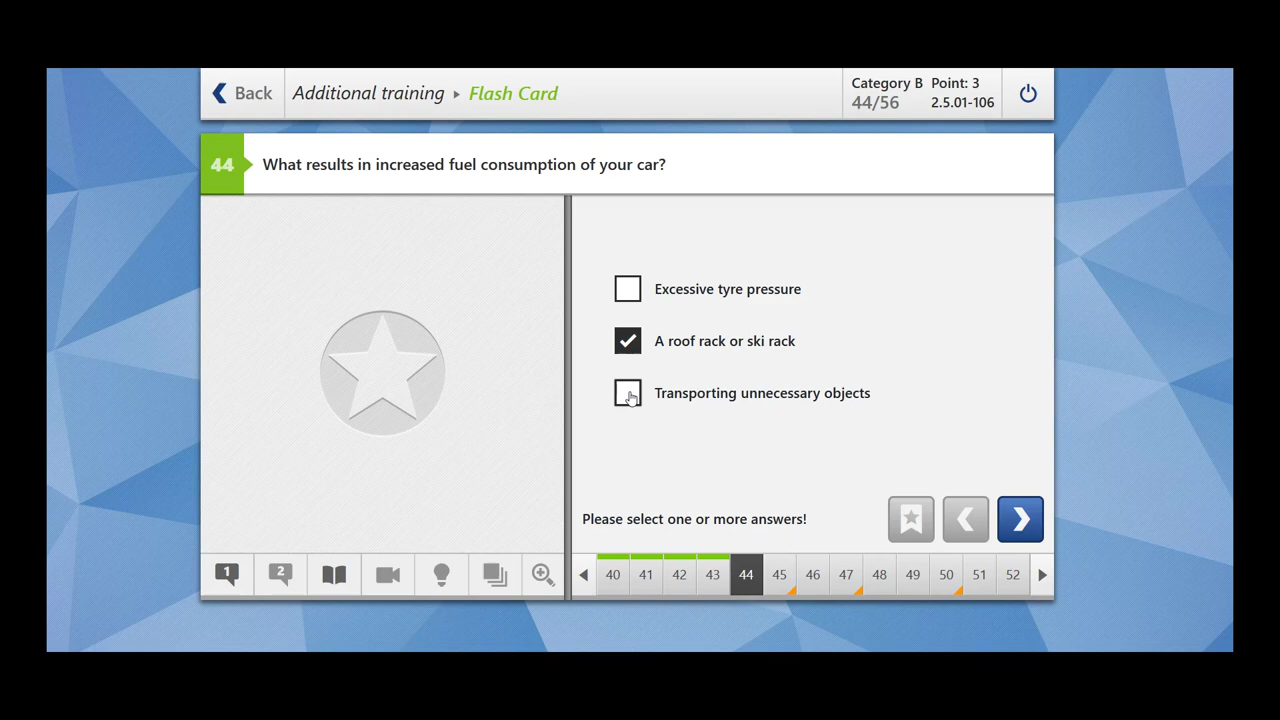 Back
Additional training ▸ Flash Card
Category B Point: 3
44/56 2.5.01-106
44 What results in increased fuel consumption of your car?
Excessive tyre pressure
A roof rack or ski rack
Transporting unnecessary objects
Please select one or more answers!
1 2
40 41 42 43 44 45 46 47 48 49 50 51 52